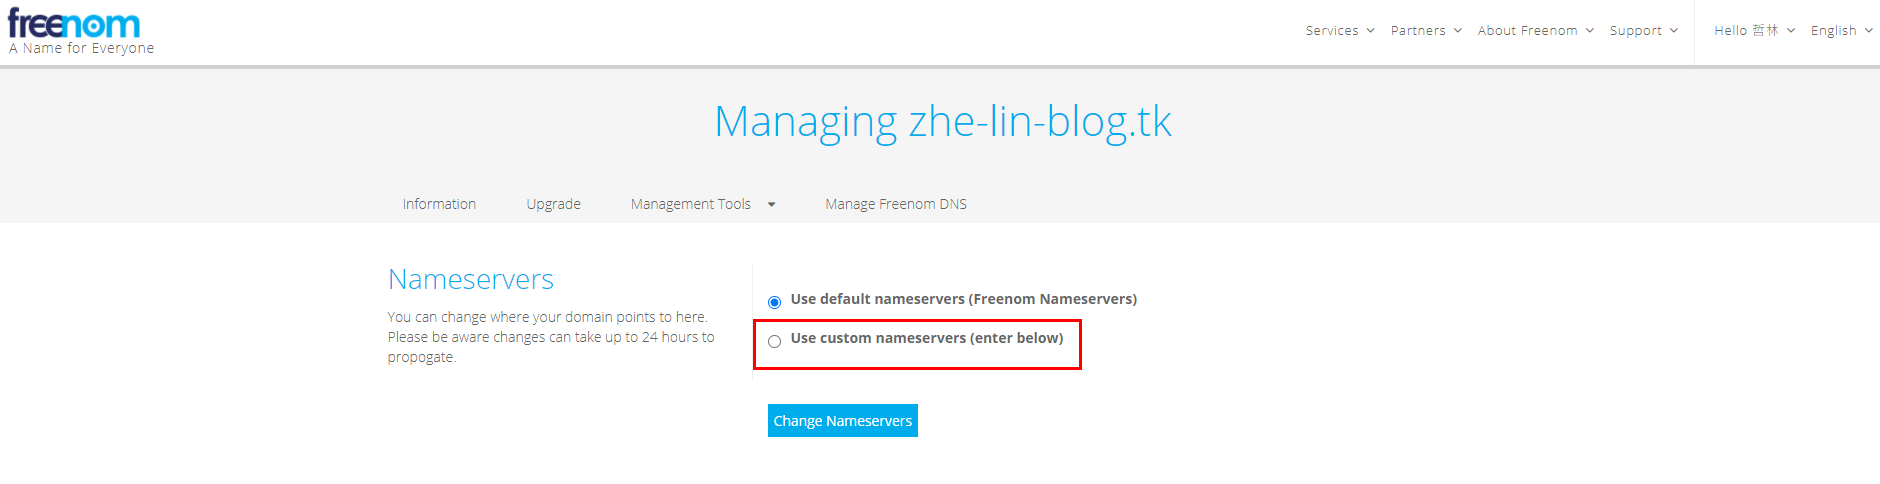 freenom
A Name for Everyone
Services Partners About Freenom Support Hello 哲林 English
Managing zhe-lin-blog.tk
Information Upgrade Management Tools Manage Freenom DNS
Nameservers
You can change where your domain points to here.
Please be aware changes can take up to 24 hours to
propogate.
Use default nameservers (Freenom Nameservers)
Use custom nameservers (enter below)
Change Nameservers